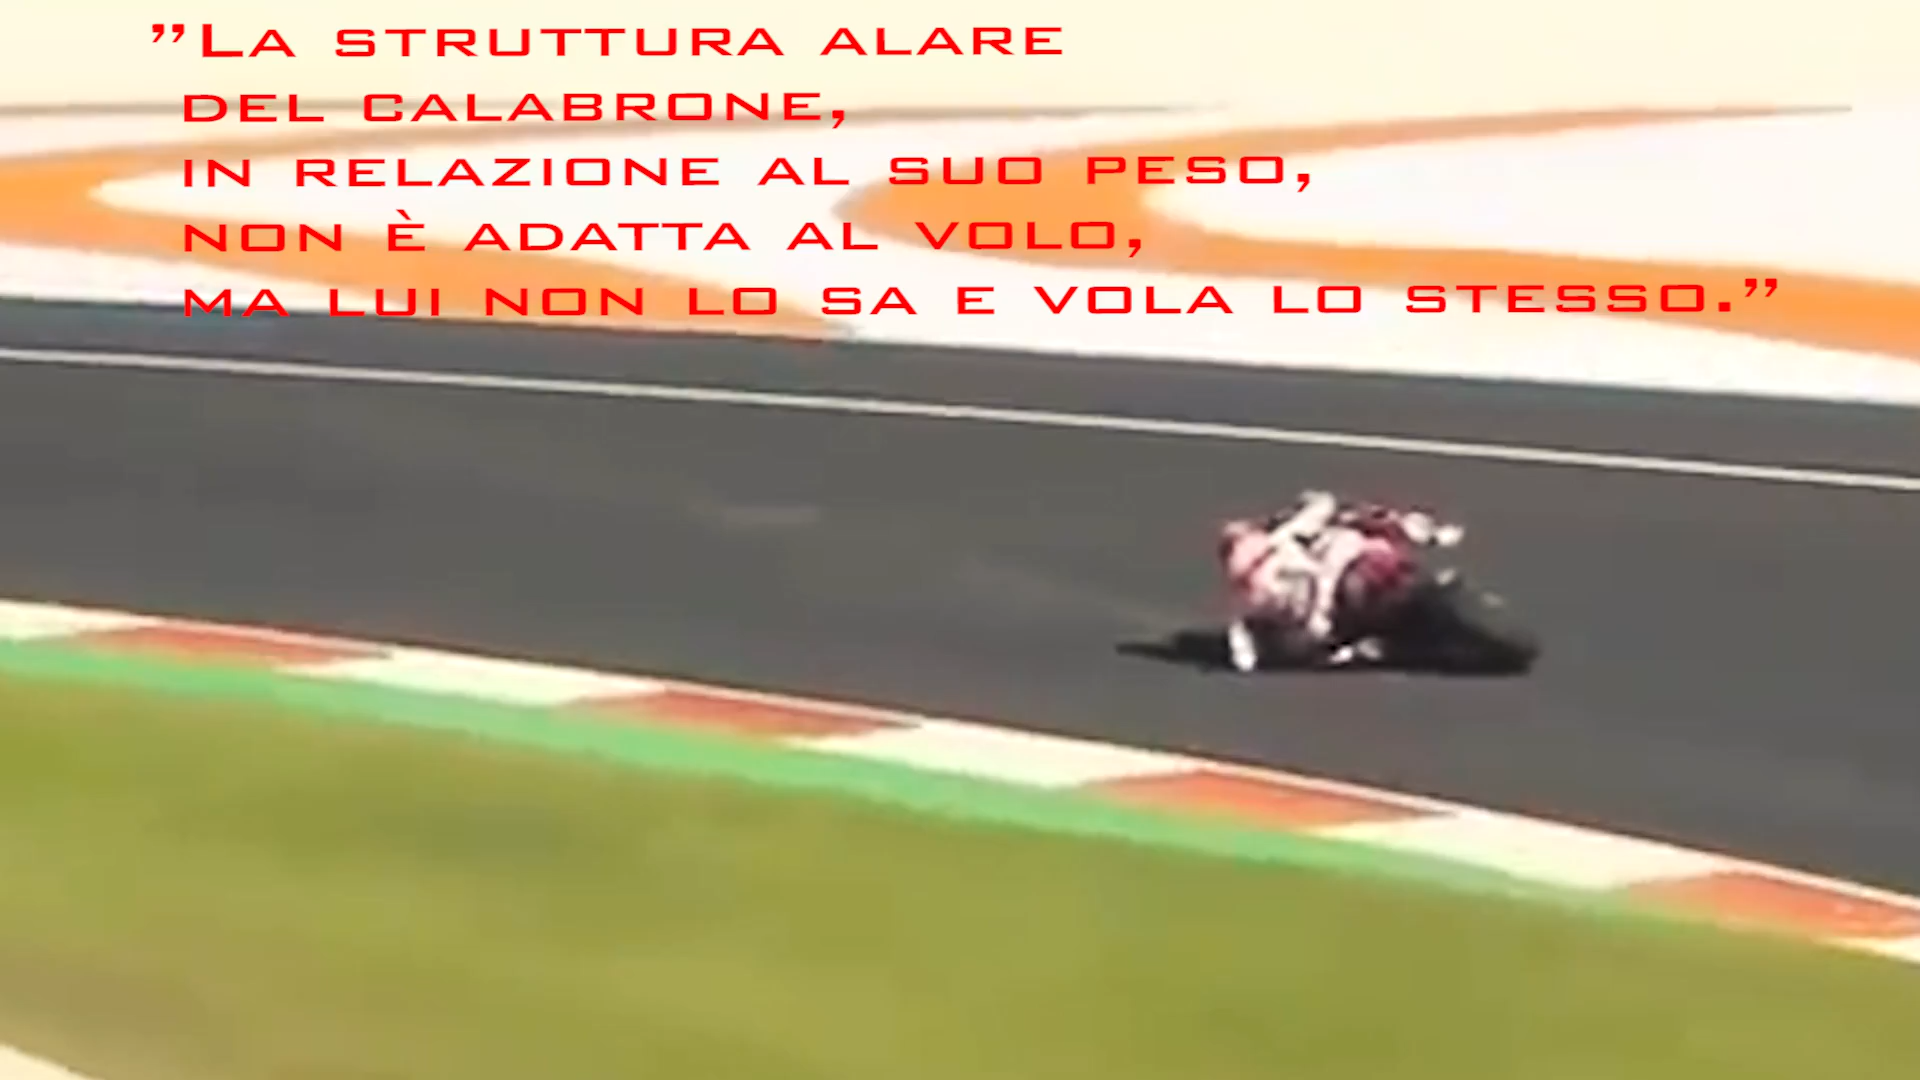 ”La struttura alare
del calabrone,
in relazione al suo peso,
non è adatta al volo,
ma lui non lo sa e vola lo stesso.”